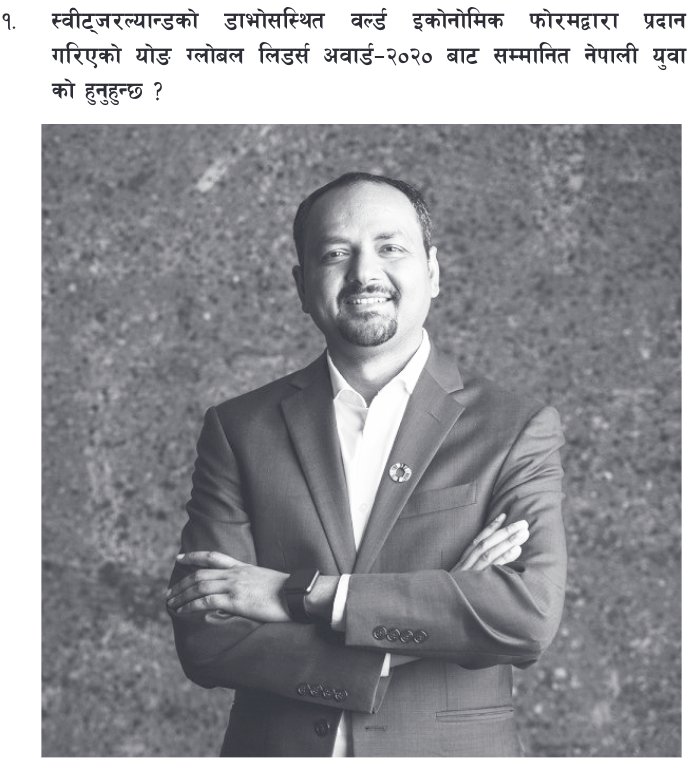 १. स्वीट्जरल्यान्डको डाभोसस्थित वर्ल्ड इकोनोमिक फोरमद्वारा प्रदान
गरिएको योङ ग्लोबल लिडर्स अवार्ड-२०२० बाट सम्मानित नेपाली युवा
को हुनुहुन्छ ?